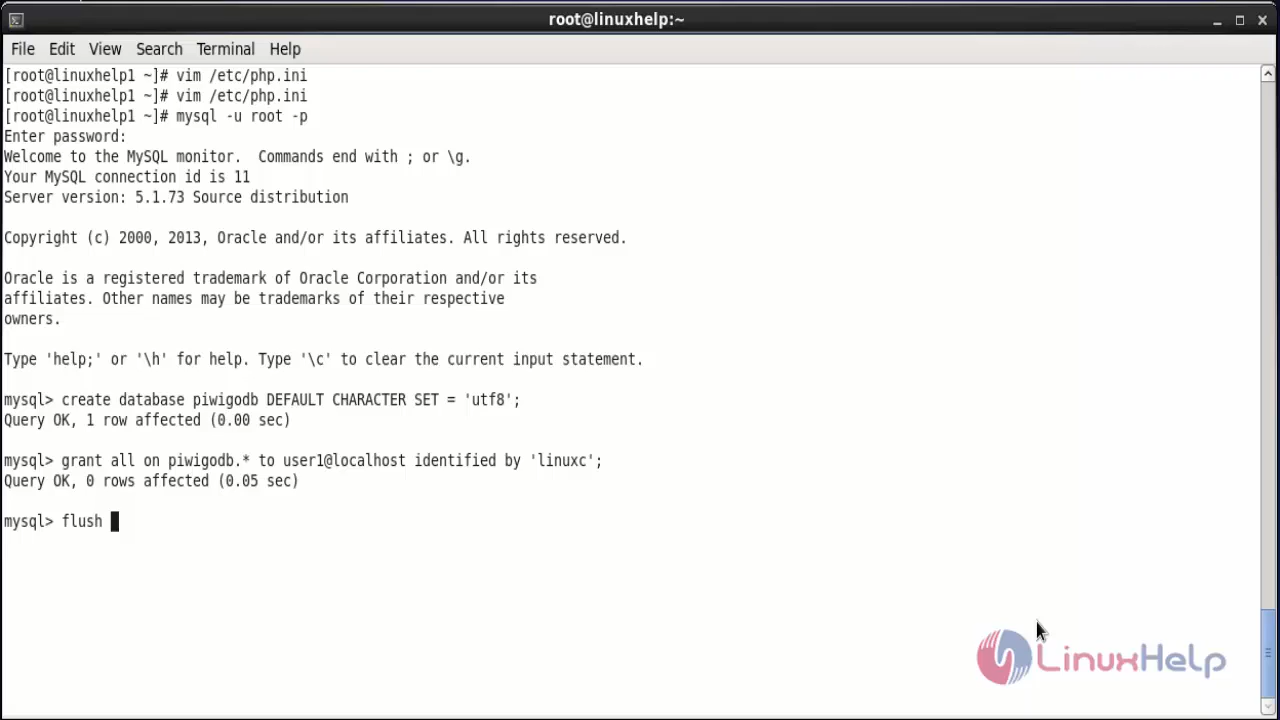 root@linuxhelp:~
File Edit View Search Terminal Help
[root@linuxhelp1 ~]# vim /etc/php.ini
[root@linuxhelp1 ~]# vim /etc/php.ini
[root@linuxhelp1 ~]# mysql -u root -p
Enter password:
Welcome to the MySQL monitor.  Commands end with ; or \g.
Your MySQL connection id is 11
Server version: 5.1.73 Source distribution
Copyright (c) 2000, 2013, Oracle and/or its affiliates. All rights reserved.
Oracle is a registered trademark of Oracle Corporation and/or its
affiliates. Other names may be trademarks of their respective
owners.
Type 'help;' or '\h' for help. Type '\c' to clear the current input statement.
mysql> create database piwigodb DEFAULT CHARACTER SET = 'utf8';
Query OK, 1 row affected (0.00 sec)
mysql> grant all on piwigodb.* to user1@localhost identified by 'linuxc';
Query OK, 0 rows affected (0.05 sec)
mysql> flush
LinuxHelp